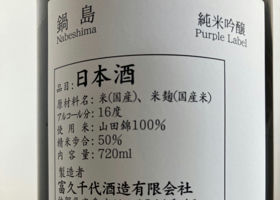 鍋島
Nabeshima
純米吟醸
Purple Label
品目：日本酒
原材料名：米(国産)、米麹(国産米)
アルコール分：16度
使用米：山田錦100%
精米歩合：50%
内容量：720ml
製造者
富久千代酒造有限会社